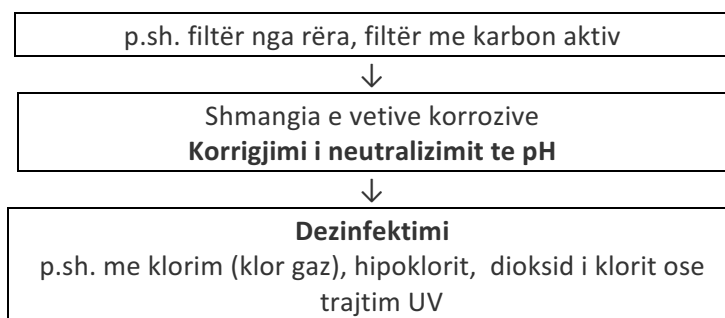 p.sh. filtër nga rëra, filtër me karbon aktiv
↓
Shmangia e vetive korrozive
Korrigjimi i neutralizimit te pH
↓
Dezinfektimi
p.sh. me klorim (klor gaz), hipoklorit, dioksid i klorit ose
trajtim UV